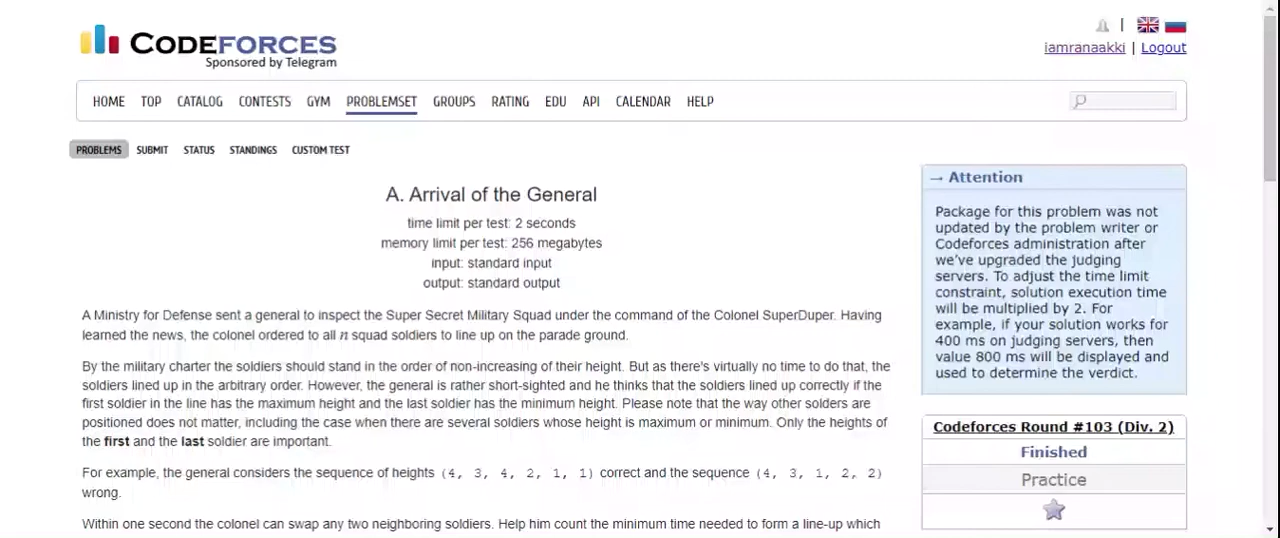 CODEFORCES
Sponsored by Telegram
|
iamranaakki | Logout
HOME TOP CATALOG CONTESTS GYM PROBLEMSET GROUPS RATING EDU API CALENDAR HELP
PROBLEMS SUBMIT STATUS STANDINGS CUSTOM TEST
A. Arrival of the General
time limit per test: 2 seconds
memory limit per test: 256 megabytes
input: standard input
output: standard output
A Ministry for Defense sent a general to inspect the Super Secret Military Squad under the command of the Colonel SuperDuper. Having
learned the news, the colonel ordered to all n squad soldiers to line up on the parade ground.
By the military charter the soldiers should stand in the order of non-increasing of their height. But as there's virtually no time to do that, the
soldiers lined up in the arbitrary order. However, the general is rather short-sighted and he thinks that the soldiers lined up correctly if the
first soldier in the line has the maximum height and the last soldier has the minimum height. Please note that the way other solders are
positioned does not matter, including the case when there are several soldiers whose height is maximum or minimum. Only the heights of
the first and the last soldier are important.
For example, the general considers the sequence of heights (4, 3, 4, 2, 1, 1) correct and the sequence (4, 3, 1, 2, 2)
wrong.
Within one second the colonel can swap any two neighboring soldiers. Help him count the minimum time needed to form a line-up which
→ Attention
Package for this problem was not
updated by the problem writer or
Codeforces administration after
we've upgraded the judging
servers. To adjust the time limit
constraint, solution execution time
will be multiplied by 2. For
example, if your solution works for
400 ms on judging servers, then
value 800 ms will be displayed and
used to determine the verdict.
Codeforces Round #103 (Div. 2)
Finished
Practice